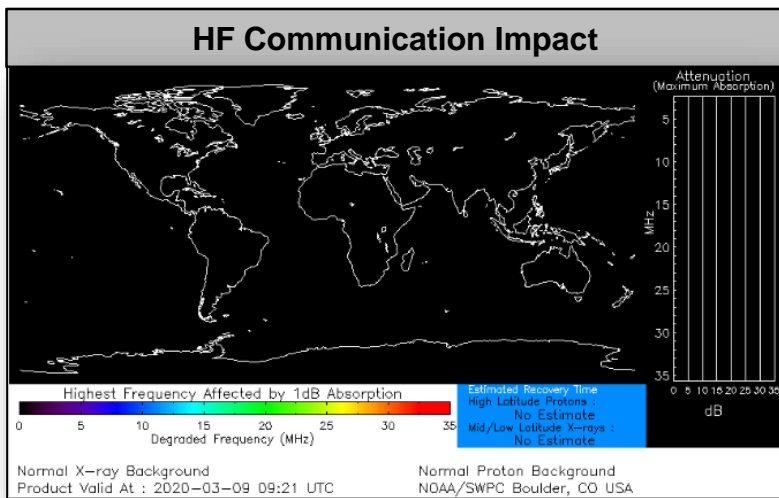 HF Communication Impact
Attenuation
(Maximum Absorption)
5
10
15
20
25
30
35
MHz
0 5 10 15 20 25 30 35
dB
Highest Frequency Affected by 1dB Absorption
0 5 10 15 20 25 30 35
Degraded Frequency (MHz)
Estimated Recovery Time
High Latitude Protons :
No Estimate
Mid/Low Latitude X-rays :
No Estimate
Normal X-ray Background
Normal Proton Background
Product Valid At : 2020-03-09 09:21 UTC
NOAA/SWPC Boulder, CO USA